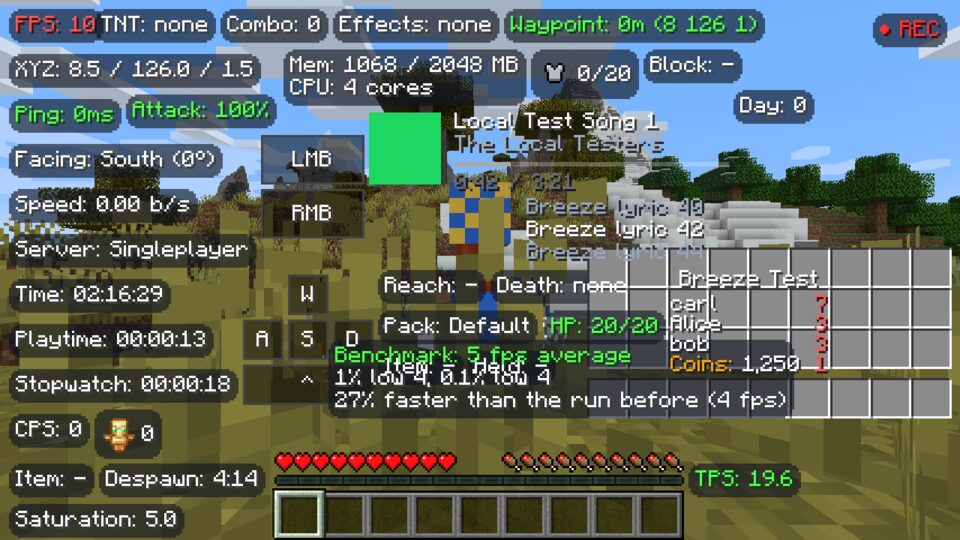 FPS: 10
TNT: none
Combo: 0
Effects: none
Waypoint: 0m (8 126 1)
REC
XYZ: 8.5 / 126.0 / 1.5
Mem: 1068 / 2048 MB
CPU: 4 cores
0/20
Block: -
Day: 0
Ping: 0ms
Attack: 100%
Local Test Song 1
The Local Testers
0:42
3:21
Facing: South (0°)
LMB
RMB
Speed: 0.00 b/s
Breeze lyric 40
Breeze lyric 42
Breeze lyric 44
Server: Singleplayer
Reach: -
Death: none
Breeze Test
carl 7
Alice 3
bob 3
Coins: 1,250 1
Time: 02:16:29
W
A
S
D
^
Pack: Default
HP: 20/20
Playtime: 00:00:13
Benchmark: 5 fps average
Item: - Held -
1% low 4, 0.1% low 4
27% faster than the run before (4 fps)
Stopwatch: 00:00:18
CPS: 0
0
Item: -
Despawn: 4:14
TPS: 19.6
Saturation: 5.0